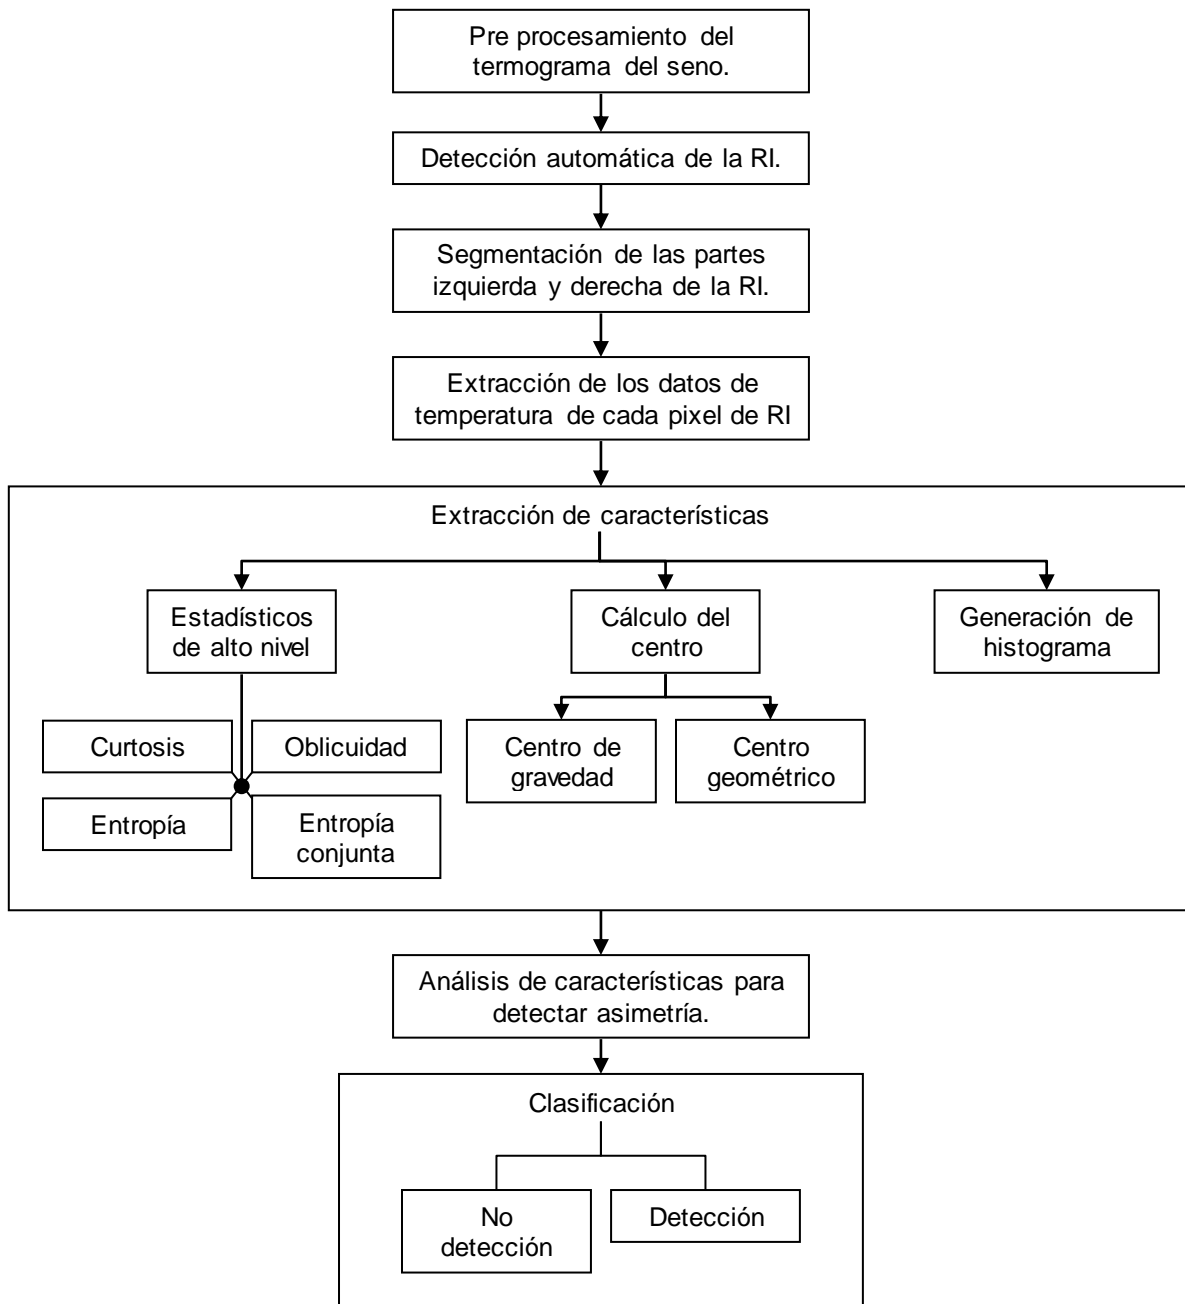 Pre procesamiento del
termograma del seno.
Detección automática de la RI.
Segmentación de las partes
izquierda y derecha de la RI.
Extracción de los datos de
temperatura de cada pixel de RI
Extracción de características
Estadísticos
de alto nivel
Cálculo del
centro
Generación de
histograma
Curtosis
Oblicuidad
Centro de
gravedad
Centro
geométrico
Entropía
Entropía
conjunta
Análisis de características para
detectar asimetría.
Clasificación
No
detección
Detección